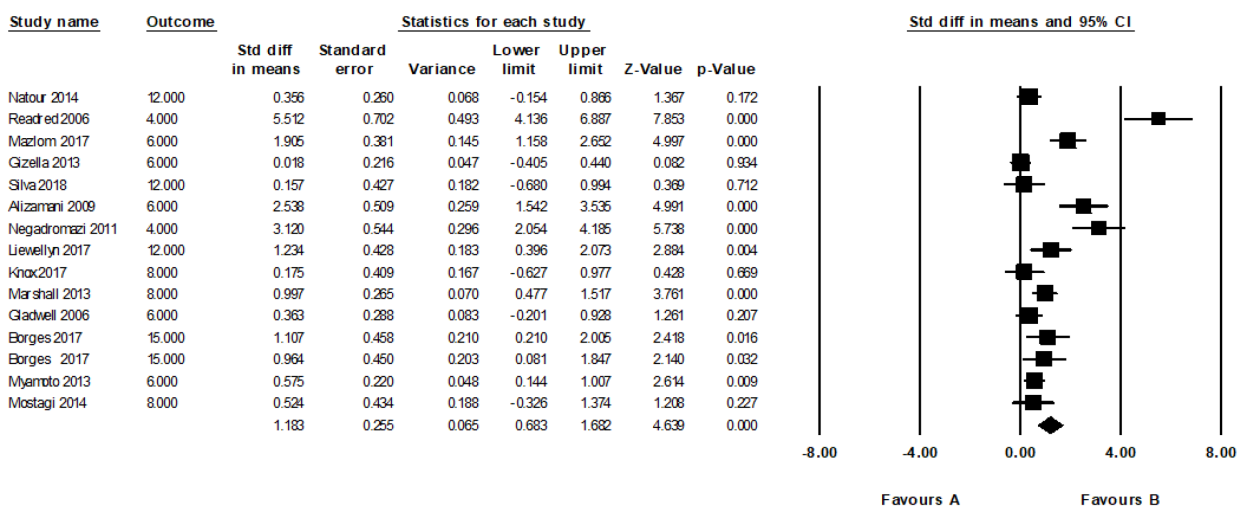 Study name Outcome Statistics for each study Std diff in means and 95% CI
Std diff Standard Lower Upper
in means error Variance limit limit Z-Value p-Value
Natour 2014 12.000 0.356 0.260 0.068 -0.154 0.866 1.367 0.172
Readred2006 4.000 5.512 0.702 0.493 4.136 6.887 7.853 0.000
Mazlom 2017 6.000 1.905 0.381 0.145 1.158 2.652 4.997 0.000
Gizella 2013 6.000 0.018 0.216 0.047 -0.405 0.440 0.082 0.934
Silva2018 12.000 0.157 0.427 0.182 -0.680 0.994 0.369 0.712
Alizamani 2009 6.000 2.538 0.509 0.259 1.542 3.535 4.991 0.000
Negadromazi 2011 4.000 3.120 0.544 0.296 2.054 4.185 5.738 0.000
Liewellyn 2017 12.000 1.234 0.428 0.183 0.396 2.073 2.884 0.004
Knox2017 8.000 0.175 0.409 0.167 -0.627 0.977 0.428 0.669
Marshall 2013 8.000 0.997 0.265 0.070 0.477 1.517 3.761 0.000
Gladwell 2006 6.000 0.363 0.288 0.083 -0.201 0.928 1.261 0.207
Borges 2017 15.000 1.107 0.458 0.210 0.210 2.005 2.418 0.016
Borges 2017 15.000 0.964 0.450 0.203 0.081 1.847 2.140 0.032
Myamoto 2013 6.000 0.575 0.220 0.048 0.144 1.007 2.614 0.009
Mostagi 2014 8.000 0.524 0.434 0.188 -0.326 1.374 1.208 0.227
1.183 0.255 0.065 0.683 1.682 4.639 0.000
-8.00 -4.00 0.00 4.00 8.00
Favours A Favours B